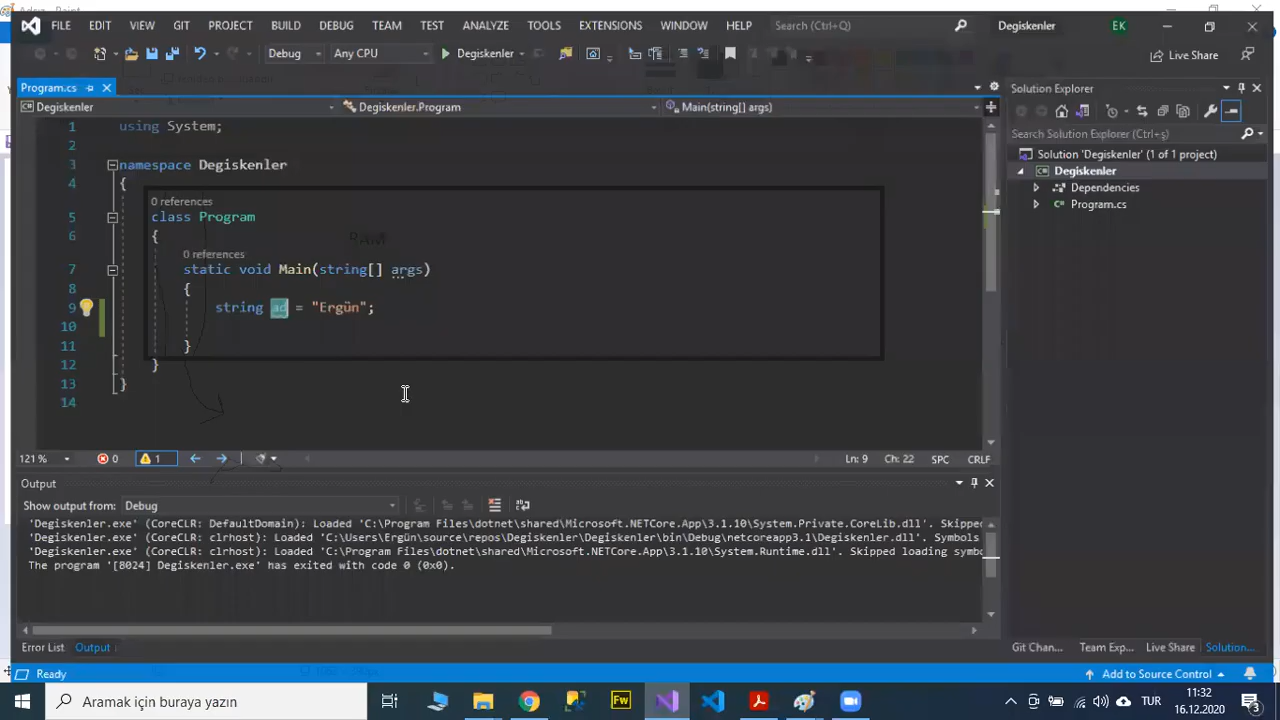 Adsız - Paint
FILE EDIT VIEW GIT PROJECT BUILD DEBUG TEAM TEST ANALYZE TOOLS EXTENSIONS WINDOW HELP Search (Ctrl+Q) Degiskenler EK
Debug Any CPU Degiskenler Live Share
Program.cs
Degiskenler Degiskenler.Program Main(string[] args)
1 using System;
2
3 namespace Degiskenler
4 {
0 references
5 class Program
6 {
RAM
0 references
7 static void Main(string[] args)
8 {
9 string ad = "Ergün";
10
11 }
12 }
13 }
14
121 % 0 1 Ln: 9 Ch: 22 SPC CRLF
Output
Show output from: Debug
'Degiskenler.exe' (CoreCLR: DefaultDomain): Loaded 'C:\Program Files\dotnet\shared\Microsoft.NETCore.App\3.1.10\System.Private.CoreLib.dll'. Skipped
'Degiskenler.exe' (CoreCLR: clrhost): Loaded 'C:\Users\Ergün\source\repos\Degiskenler\Degiskenler\bin\Debug\netcoreapp3.1\Degiskenler.dll'. Symbols
'Degiskenler.exe' (CoreCLR: clrhost): Loaded 'C:\Program Files\dotnet\shared\Microsoft.NETCore.App\3.1.10\System.Runtime.dll'. Skipped loading symb
The program '[8024] Degiskenler.exe' has exited with code 0 (0x0).
Error List Output
Solution Explorer
Search Solution Explorer (Ctrl+ş)
Solution 'Degiskenler' (1 of 1 project)
Degiskenler
Dependencies
Program.cs
Git Chan... Team Exp... Live Share Solution...
Ready Add to Source Control
Aramak için buraya yazın Fw TUR 11:32
16.12.2020 3